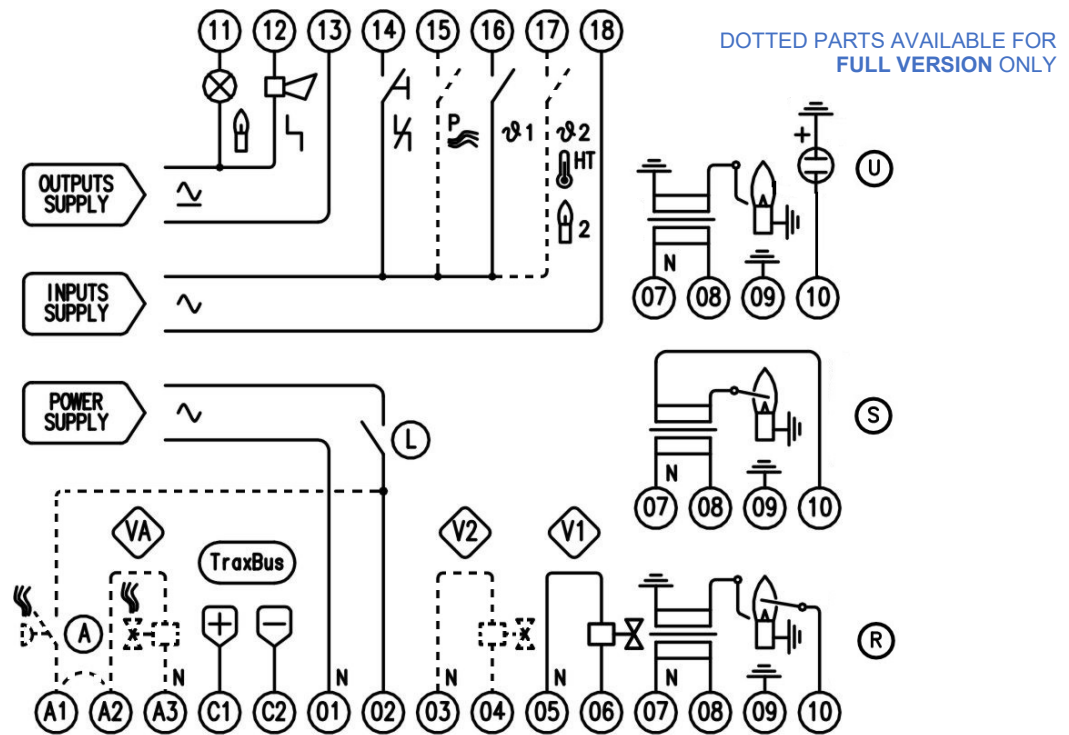 11 12 13 14 15 16 17 18
DOTTED PARTS AVAILABLE FOR
FULL VERSION ONLY
P
ϑ1
ϑ2
HT
2
OUTPUTS
SUPPLY
INPUTS
SUPPLY
POWER
SUPPLY
L
+
U
N
07 08 09 10
S
N
07 08 09 10
VA
TraxBus
V2
V1
A
+
−
R
N
N
N
N
N
A1 A2 A3 C1 C2 01 02 03 04 05 06 07 08 09 10